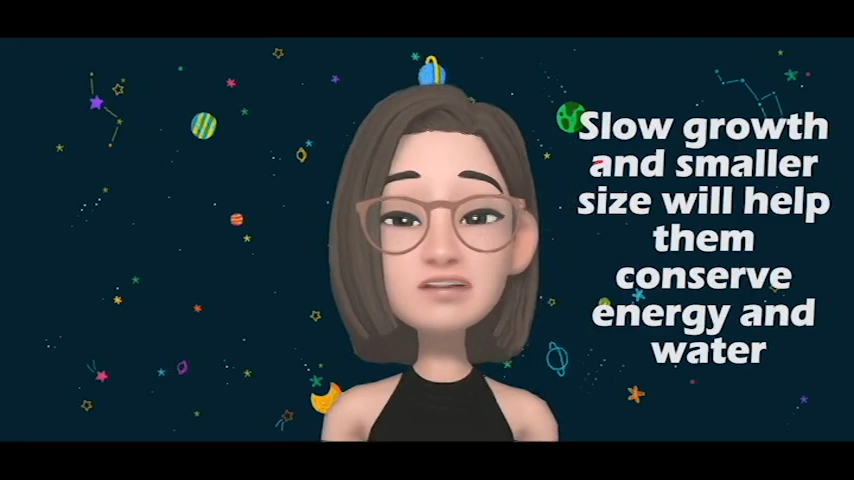 Slow growth
and smaller
size will help
them
conserve
energy and
water